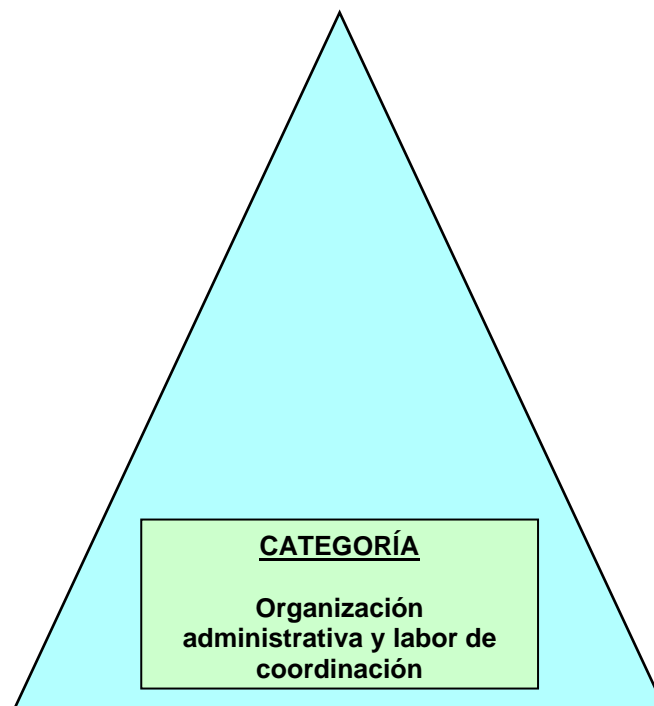 CATEGORÍA
Organización
administrativa y labor de
coordinación